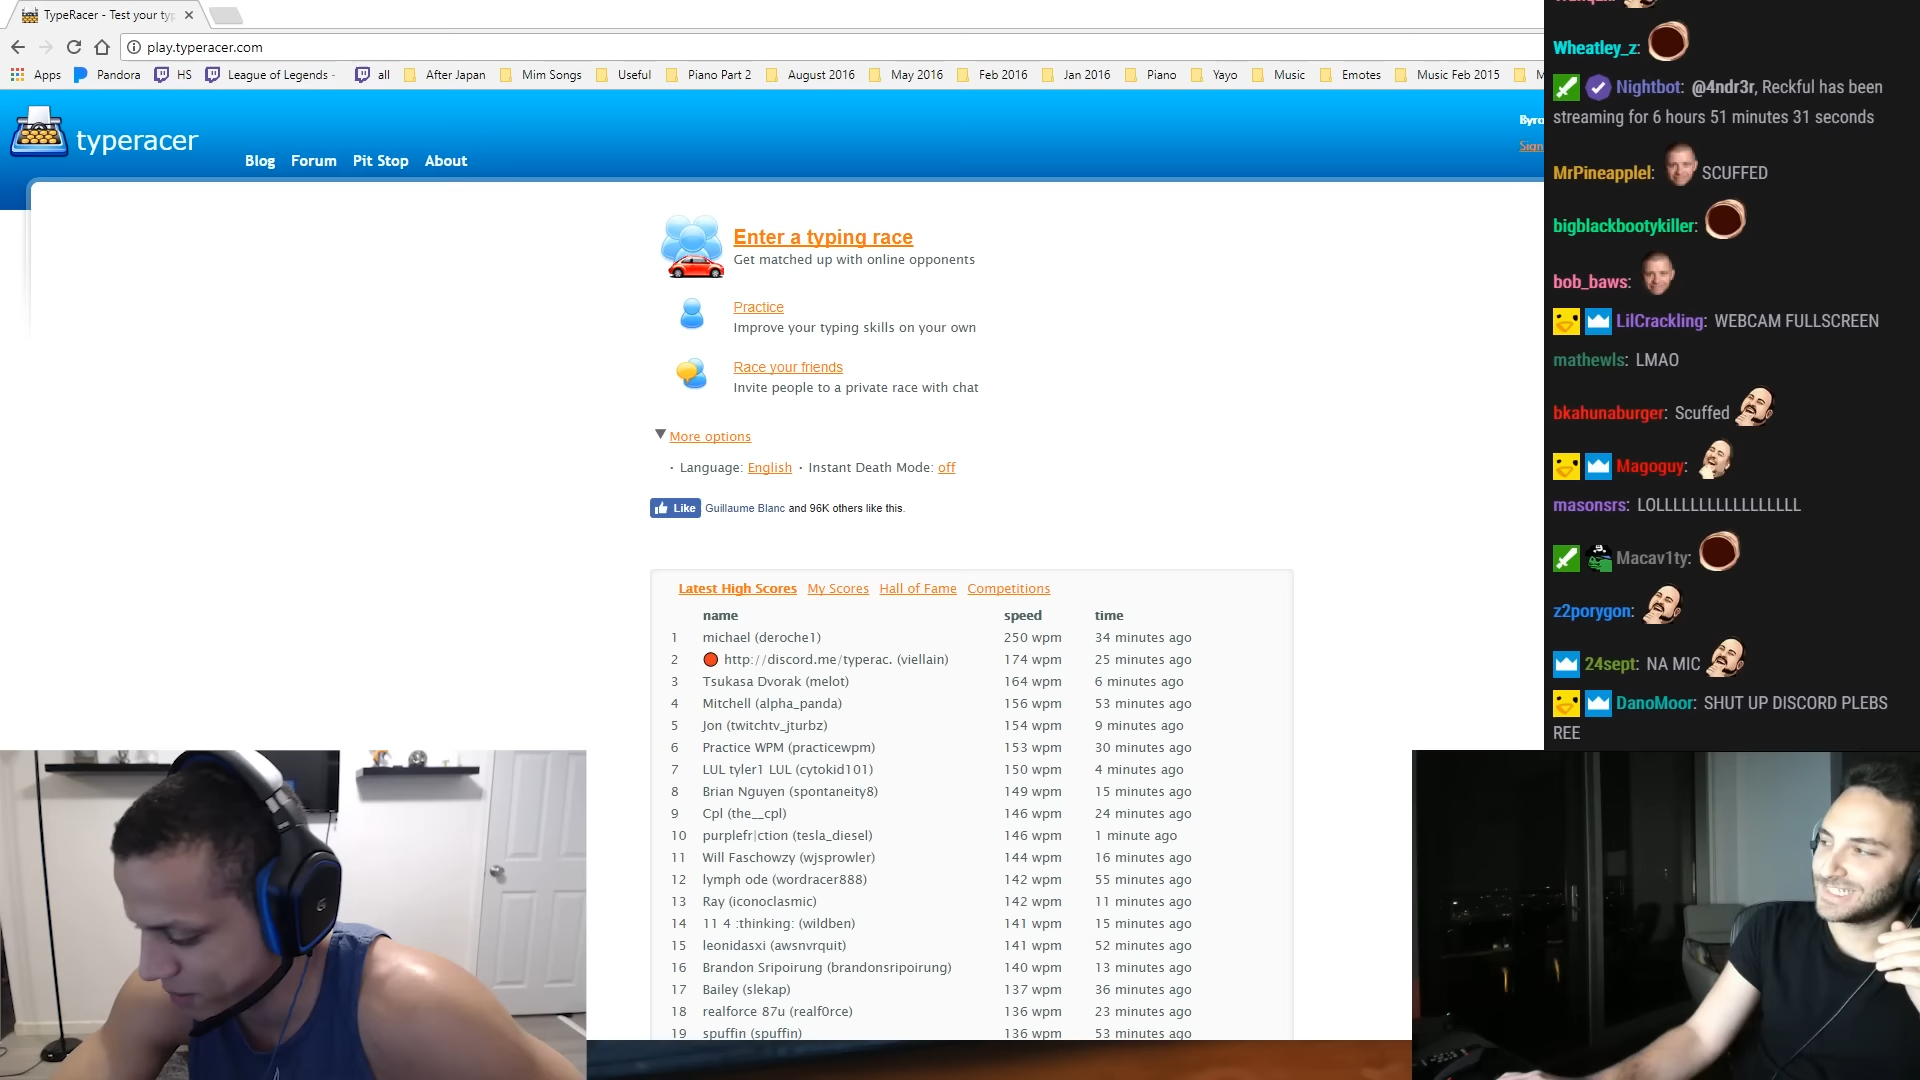 TypeRacer - Test your typ
play.typeracer.com
Apps Pandora HS League of Legends - all After Japan Mim Songs Useful Piano Part 2 August 2016 May 2016 Feb 2016 Jan 2016 Piano Yayo Music Emotes Music Feb 2015 M
typeracer
Blog Forum Pit Stop About
Byro
Sign
Enter a typing race
Get matched up with online opponents
Practice
Improve your typing skills on your own
Race your friends
Invite people to a private race with chat
More options
· Language: English · Instant Death Mode: off
Like Guillaume Blanc and 96K others like this.
Latest High Scores My Scores Hall of Fame Competitions
name speed time
1 michael (deroche1) 250 wpm 34 minutes ago
2 http://discord.me/typerac. (viellain) 174 wpm 25 minutes ago
3 Tsukasa Dvorak (melot) 164 wpm 6 minutes ago
4 Mitchell (alpha_panda) 156 wpm 53 minutes ago
5 Jon (twitchtv_jturbz) 154 wpm 9 minutes ago
6 Practice WPM (practicewpm) 153 wpm 30 minutes ago
7 LUL tyler1 LUL (cytokid101) 150 wpm 4 minutes ago
8 Brian Nguyen (spontaneity8) 149 wpm 15 minutes ago
9 Cpl (the__cpl) 146 wpm 24 minutes ago
10 purplefr|ction (tesla_diesel) 146 wpm 1 minute ago
11 Will Faschowzy (wjsprowler) 144 wpm 16 minutes ago
12 lymph ode (wordracer888) 142 wpm 55 minutes ago
13 Ray (iconoclasmic) 142 wpm 11 minutes ago
14 11 4 :thinking: (wildben) 141 wpm 15 minutes ago
15 leonidasxi (awsnvrquit) 141 wpm 52 minutes ago
16 Brandon Sripoirung (brandonsripoirung) 140 wpm 13 minutes ago
17 Bailey (slekap) 137 wpm 36 minutes ago
18 realforce 87u (realf0rce) 136 wpm 23 minutes ago
19 spuffin (spuffin) 136 wpm 53 minutes ago
Wheatley_z:
Nightbot: @4ndr3r, Reckful has been
streaming for 6 hours 51 minutes 31 seconds
MrPineapplel: SCUFFED
bigblackbootykiller:
bob_baws:
LilCrackling: WEBCAM FULLSCREEN
mathewls: LMAO
bkahunaburger: Scuffed
Magoguy:
masonsrs: LOLLLLLLLLLLLLLLLLL
Macav1ty:
z2porygon:
24sept: NA MIC
DanoMoor: SHUT UP DISCORD PLEBS
REE